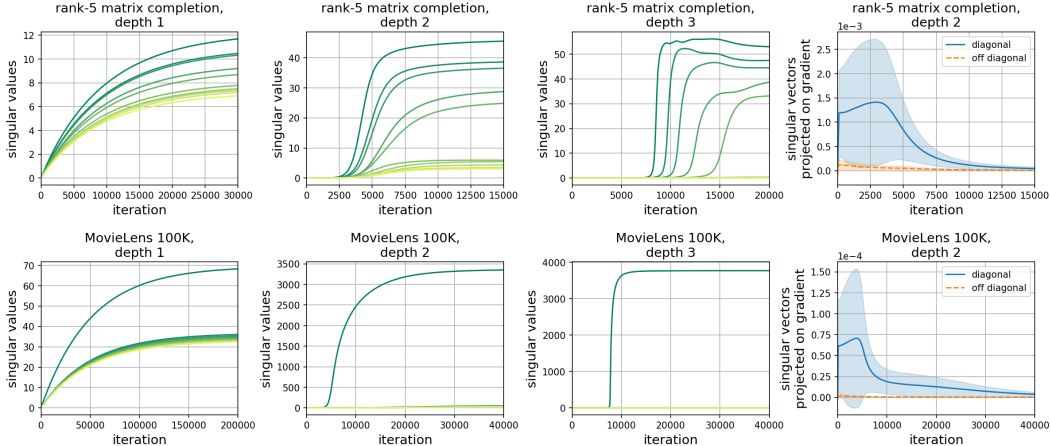 rank-5 matrix completion,
depth 1
singular values
12
10
8
6
4
2
0
0 5000 10000 15000 20000 25000 30000
iteration
rank-5 matrix completion,
depth 2
singular values
40
30
20
10
0
0 2500 5000 7500 10000 12500 15000
iteration
rank-5 matrix completion,
depth 3
singular values
50
40
30
20
10
0
0 5000 10000 15000 20000
iteration
rank-5 matrix completion,
depth 2
1e−3
singular vectors
projected on gradient
2.5
2.0
1.5
1.0
0.5
0.0
diagonal
off diagonal
0 2500 5000 7500 10000 12500 15000
iteration
MovieLens 100K,
depth 1
singular values
70
60
50
40
30
20
10
0
0 50000 100000 150000 200000
iteration
MovieLens 100K,
depth 2
singular values
3500
3000
2500
2000
1500
1000
500
0
0 10000 20000 30000 40000
iteration
MovieLens 100K,
depth 3
singular values
4000
3000
2000
1000
0
0 10000 20000 30000 40000
iteration
MovieLens 100K,
depth 2
1e−4
singular vectors
projected on gradient
1.50
1.25
1.00
0.75
0.50
0.25
0.00
diagonal
off diagonal
0 10000 20000 30000 40000
iteration